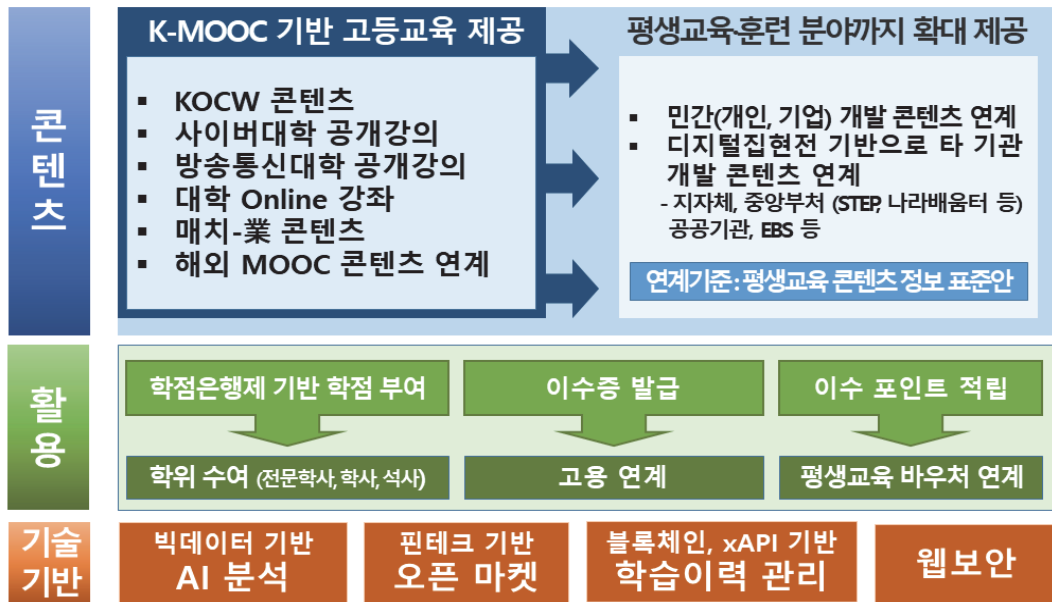 콘텐츠
K-MOOC 기반 고등교육 제공
▪ KOCW 콘텐츠
▪ 사이버대학 공개강의
▪ 방송통신대학 공개강의
▪ 대학 Online 강좌
▪ 매치-業 콘텐츠
▪ 해외 MOOC 콘텐츠 연계
평생교육·훈련 분야까지 확대 제공
▪ 민간(개인, 기업) 개발 콘텐츠 연계
▪ 디지털집현전 기반으로 타 기관
개발 콘텐츠 연계
- 지자체, 중앙부처 (STEP, 나라배움터 등)
공공기관, EBS 등
연계기준 : 평생교육 콘텐츠 정보 표준안
활용
학점은행제 기반 학점 부여
이수증 발급
이수 포인트 적립
학위 수여 (전문학사, 학사, 석사)
고용 연계
평생교육 바우처 연계
기술
기반
빅데이터 기반
AI 분석
핀테크 기반
오픈 마켓
블록체인, xAPI 기반
학습이력 관리
웹보안